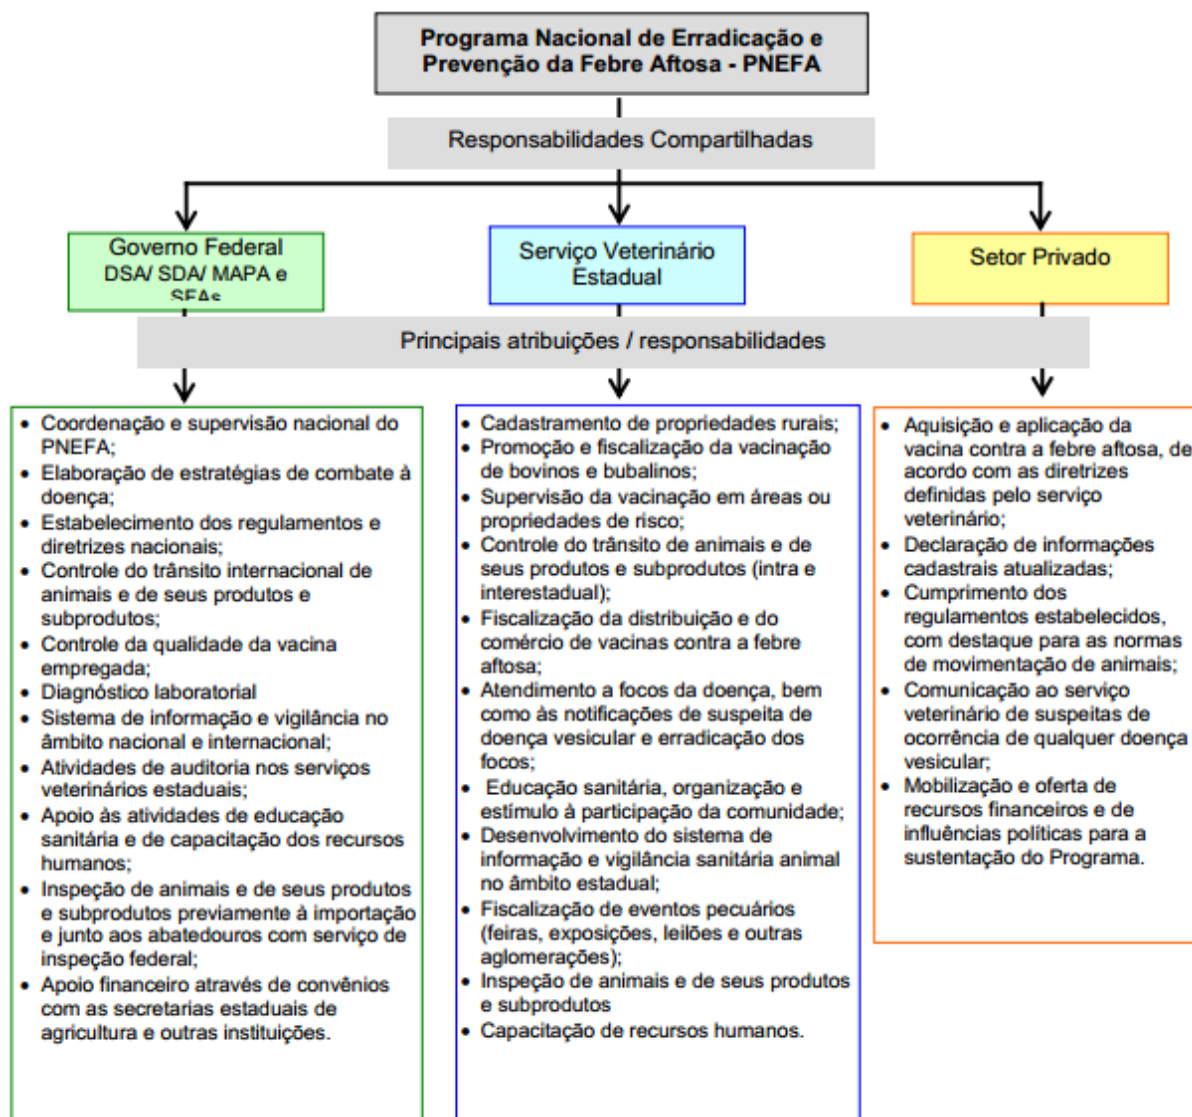 Programa Nacional de Erradicação e
Prevenção da Febre Aftosa - PNEFA
Responsabilidades Compartilhadas
Governo Federal
DSA/ SDA/ MAPA e
SFAs
Serviço Veterinário
Estadual
Setor Privado
Principais atribuições / responsabilidades
• Coordenação e supervisão nacional do
PNEFA;
• Elaboração de estratégias de combate à
doença;
• Estabelecimento dos regulamentos e
diretrizes nacionais;
• Controle do trânsito internacional de
animais e de seus produtos e
subprodutos;
• Controle da qualidade da vacina
empregada;
• Diagnóstico laboratorial
• Sistema de informação e vigilância no
âmbito nacional e internacional;
• Atividades de auditoria nos serviços
veterinários estaduais;
• Apoio às atividades de educação
sanitária e de capacitação dos recursos
humanos;
• Inspeção de animais e de seus produtos
e subprodutos previamente à importação
e junto aos abatedouros com serviço de
inspeção federal;
• Apoio financeiro através de convênios
com as secretarias estaduais de
agricultura e outras instituições.
• Cadastramento de propriedades rurais;
• Promoção e fiscalização da vacinação
de bovinos e bubalinos;
• Supervisão da vacinação em áreas ou
propriedades de risco;
• Controle do trânsito de animais e de
seus produtos e subprodutos (intra e
interestadual);
• Fiscalização da distribuição e do
comércio de vacinas contra a febre
aftosa;
• Atendimento a focos da doença, bem
como às notificações de suspeita de
doença vesicular e erradicação dos
focos;
• Educação sanitária, organização e
estímulo à participação da comunidade;
• Desenvolvimento do sistema de
informação e vigilância sanitária animal
no âmbito estadual;
• Fiscalização de eventos pecuários
(feiras, exposições, leilões e outras
aglomerações);
• Inspeção de animais e de seus produtos
e subprodutos
• Capacitação de recursos humanos.
• Aquisição e aplicação da
vacina contra a febre aftosa, de
acordo com as diretrizes
definidas pelo serviço
veterinário;
• Declaração de informações
cadastrais atualizadas;
• Cumprimento dos
regulamentos estabelecidos,
com destaque para as normas
de movimentação de animais;
• Comunicação ao serviço
veterinário de suspeitas de
ocorrência de qualquer doença
vesicular;
• Mobilização e oferta de
recursos financeiros e de
influências políticas para a
sustentação do Programa.